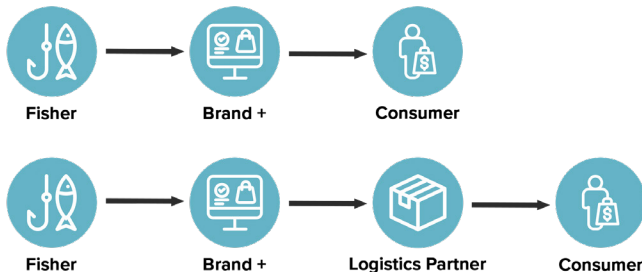 Fisher Brand + Consumer
Fisher Brand + Logistics Partner Consumer